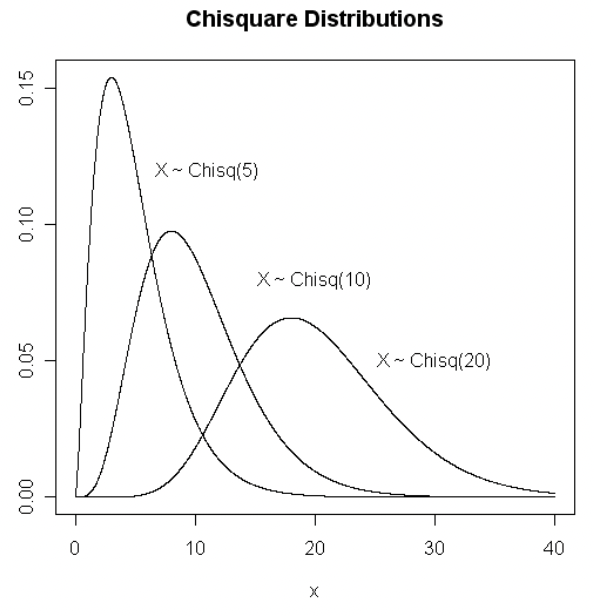 Chisquare Distributions
0.15
X ~ Chisq(5)
0.10
X ~ Chisq(10)
0.05
X ~ Chisq(20)
0.00
0 10 20 30 40
x